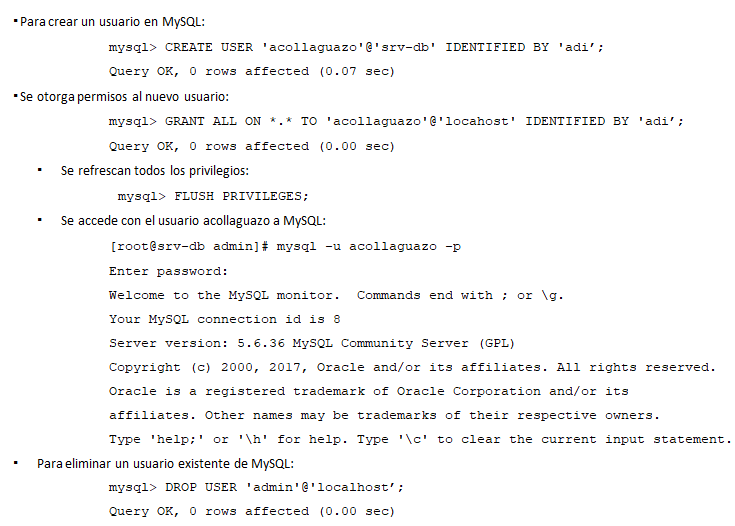 ▪ Para crear un usuario en MySQL:
mysql> CREATE USER 'acollaguazo'@'srv-db' IDENTIFIED BY 'adi’;
Query OK, 0 rows affected (0.07 sec)
▪ Se otorga permisos al nuevo usuario:
mysql> GRANT ALL ON *.* TO 'acollaguazo'@'locahost' IDENTIFIED BY 'adi’;
Query OK, 0 rows affected (0.00 sec)
▪ Se refrescan todos los privilegios:
mysql> FLUSH PRIVILEGES;
▪ Se accede con el usuario acollaguazo a MySQL:
[root@srv-db admin]# mysql -u acollaguazo -p
Enter password:
Welcome to the MySQL monitor.  Commands end with ; or \g.
Your MySQL connection id is 8
Server version: 5.6.36 MySQL Community Server (GPL)
Copyright (c) 2000, 2017, Oracle and/or its affiliates. All rights reserved.
Oracle is a registered trademark of Oracle Corporation and/or its
affiliates. Other names may be trademarks of their respective owners.
Type 'help;' or '\h' for help. Type '\c' to clear the current input statement.
▪ Para eliminar un usuario existente de MySQL:
mysql> DROP USER 'admin'@'localhost’;
Query OK, 0 rows affected (0.00 sec)